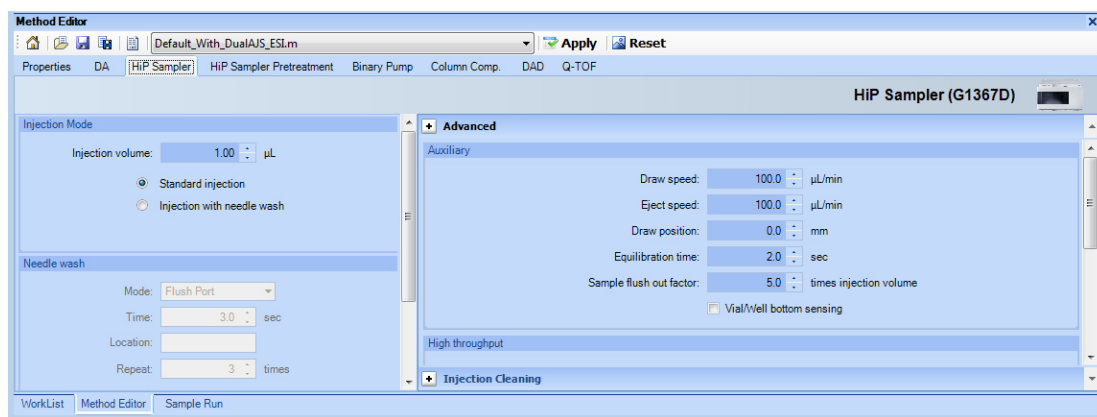 Method Editor
Default_With_DualAJS_ESI.m Apply Reset
Properties DA HiP Sampler HiP Sampler Pretreatment Binary Pump Column Comp. DAD Q-TOF
HiP Sampler (G1367D)
Injection Mode
Injection volume: 1.00 µL
Standard injection
Injection with needle wash
Needle wash
Mode: Flush Port
Time: 3.0 sec
Location:
Repeat: 3 times
Advanced
Auxiliary
Draw speed: 100.0 µL/min
Eject speed: 100.0 µL/min
Draw position: 0.0 mm
Equilibration time: 2.0 sec
Sample flush out factor: 5.0 times injection volume
Vial/Well bottom sensing
High throughput
Injection Cleaning
WorkList Method Editor Sample Run